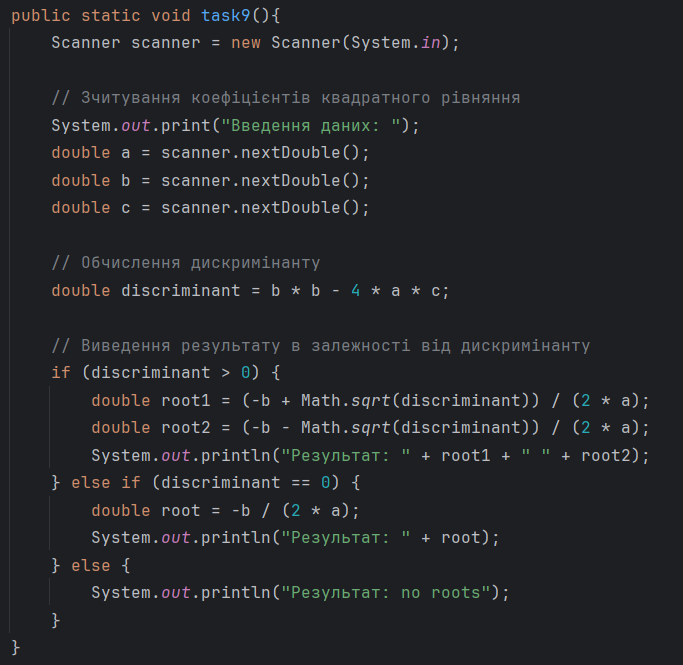 public static void task9(){
Scanner scanner = new Scanner(System.in);
// Зчитування коефіцієнтів квадратного рівняння
System.out.print("Введення даних: ");
double a = scanner.nextDouble();
double b = scanner.nextDouble();
double c = scanner.nextDouble();
// Обчислення дискримінанту
double discriminant = b * b - 4 * a * c;
// Виведення результату в залежності від дискримінанту
if (discriminant > 0) {
double root1 = (-b + Math.sqrt(discriminant)) / (2 * a);
double root2 = (-b - Math.sqrt(discriminant)) / (2 * a);
System.out.println("Результат: " + root1 + " " + root2);
} else if (discriminant == 0) {
double root = -b / (2 * a);
System.out.println("Результат: " + root);
} else {
System.out.println("Результат: no roots");
}
}